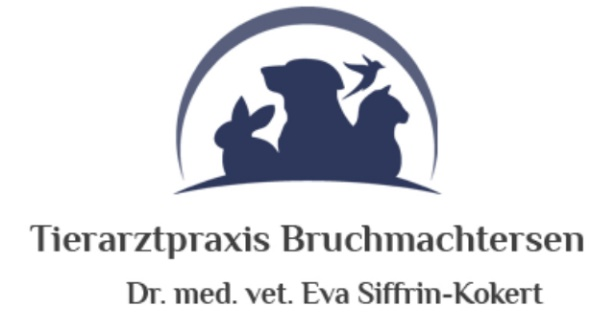 Tierarztpraxis Bruchmachtersen
Dr. med. vet. Eva Siffrin-Kokert